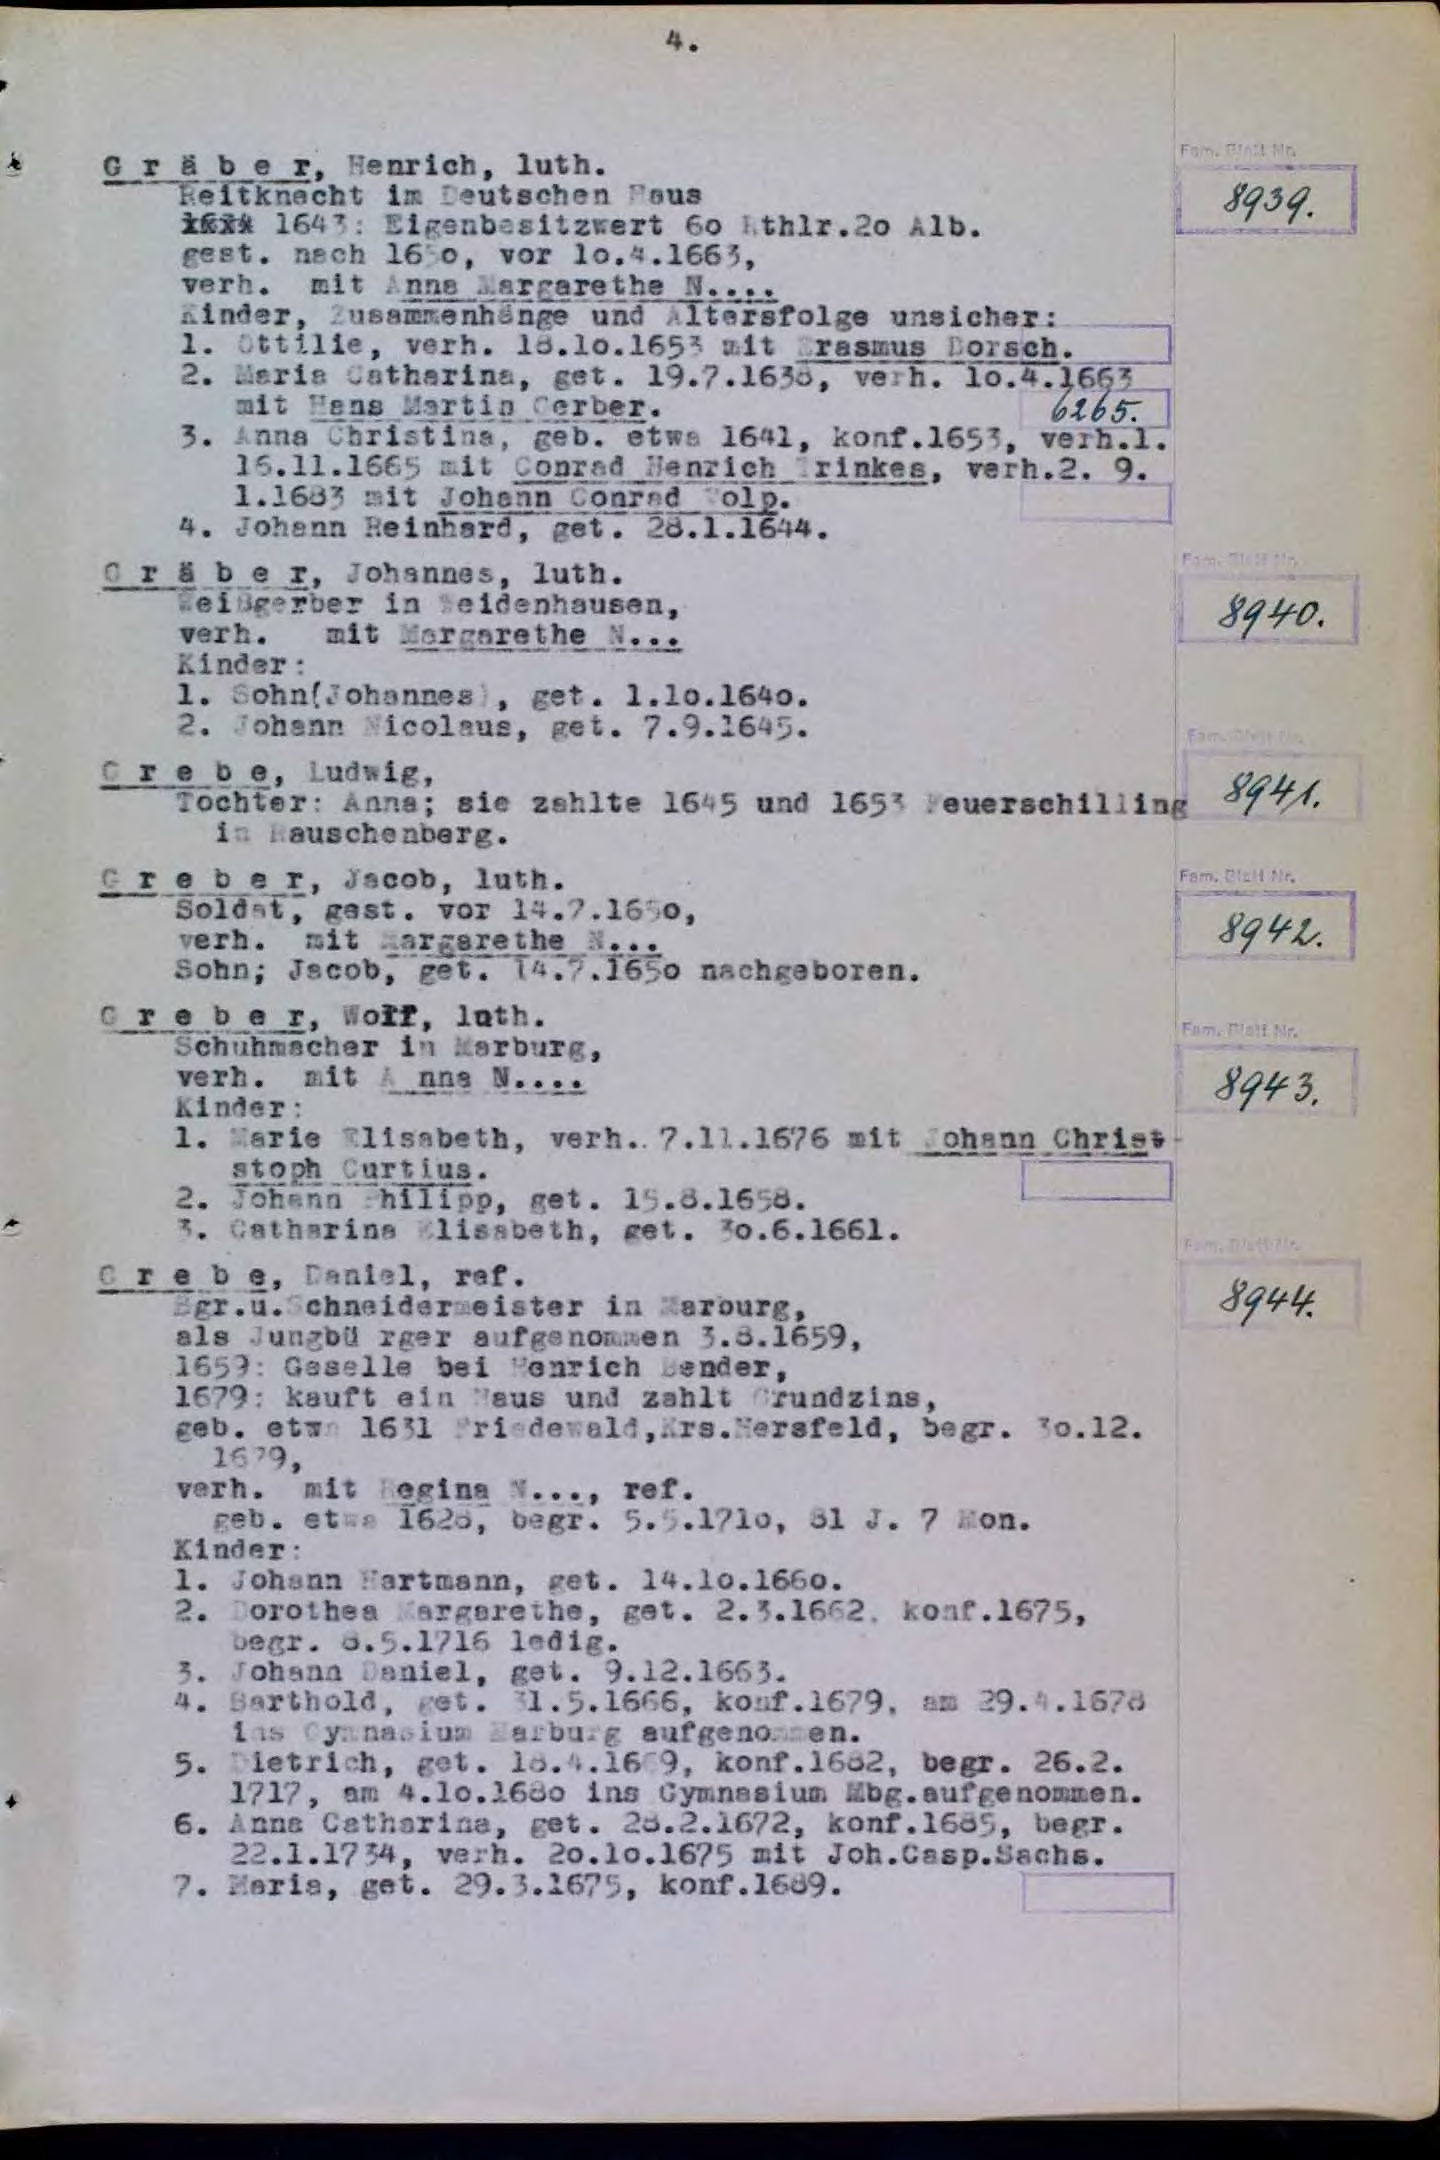 4.
G r ä b e r, Henrich, luth.
Fam. Blatt Nr.
8939.
Reitknecht im Deutschen Haus
1643: Eigenbesitzwert 6o Rthlr.2o Alb.
gest. nach 165o, vor 1o.4.1663,
verh. mit Anna Margarethe N....
Kinder, Zusammenhänge und Altersfolge unsicher:
1. Ottilie, verh. 18.1o.1653 mit Erasmus Dorsch.
2. Maria Catharina, get. 19.7.1638, verh. 1o.4.1663
mit Hans Martin Gerber.
6265.
3. Anna Christina, geb. etwa 1641, konf.1653, verh.1.
16.11.1665 mit Conrad Henrich Brinkes, verh.2. 9.
1.1683 mit Johann Conrad Volp.
4. Johann Reinhard, get. 28.1.1644.
G r ä b e r, Johannes, luth.
Fam. Blatt Nr.
8940.
Weißgerber in Weidenhausen,
verh. mit Margarethe N...
Kinder:
1. Sohn(Johannes), get. 1.1o.164o.
2. Johann Nicolaus, get. 7.9.1645.
Fam. Blatt Nr.
G r e b e, Ludwig,
8941.
Tochter: Anna; sie zahlte 1645 und 1653 Feuerschilling
in Rauschenberg.
G r e b e r, Jacob, luth.
Fam. Blatt Nr.
8942.
Soldat, gest. vor 14.7.165o,
verh. mit Margarethe N...
Sohn; Jacob, get. 14.7.165o nachgeboren.
G r e b e r, Wolf, luth.
Fam. Blatt Nr.
8943.
Schuhmacher in Marburg,
verh. mit A nna N....
Kinder:
1. Marie Elisabeth, verh.. 7.11.1676 mit Johann Christ-
stoph Curtius.
2. Johann Philipp, get. 15.8.1658.
3. Catharina Elisabeth, get. 3o.6.1661.
Fam. Blatt Nr.
8944.
G r e b e, Daniel, ref.
Bgr.u.Schneidermeister in Marburg,
als Jungbü rger aufgenommen 3.8.1659,
1659: Geselle bei Henrich Bender,
1679: kauft ein Haus und zahlt Grundzins,
geb. etwa 1631 Friedewald,Krs.Hersfeld, begr. 3o.12.
1679,
verh. mit Regina N..., ref.
geb. etwa 1628, begr. 5.5.171o, 81 J. 7 Mon.
Kinder:
1. Johann Hartmann, get. 14.1o.166o.
2. Dorothea Margarethe, get. 2.3.1662, konf.1675,
begr. 8.5.1716 ledig.
3. Johann Daniel, get. 9.12.1663.
4. Barthold, get. 31.5.1666, konf.1679, am 29.4.1678
ins Gymnasium Marburg aufgenommen.
5. Dietrich, get. 18.4.1669, konf.1682, begr. 26.2.
1717, am 4.1o.168o ins Gymnasium Mbg.aufgenommen.
6. Anna Catharina, get. 28.2.1672, konf.1685, begr.
22.1.1734, verh. 2o.1o.1675 mit Joh.Casp.Sachs.
7. Maria, get. 29.3.1675, konf.1689.